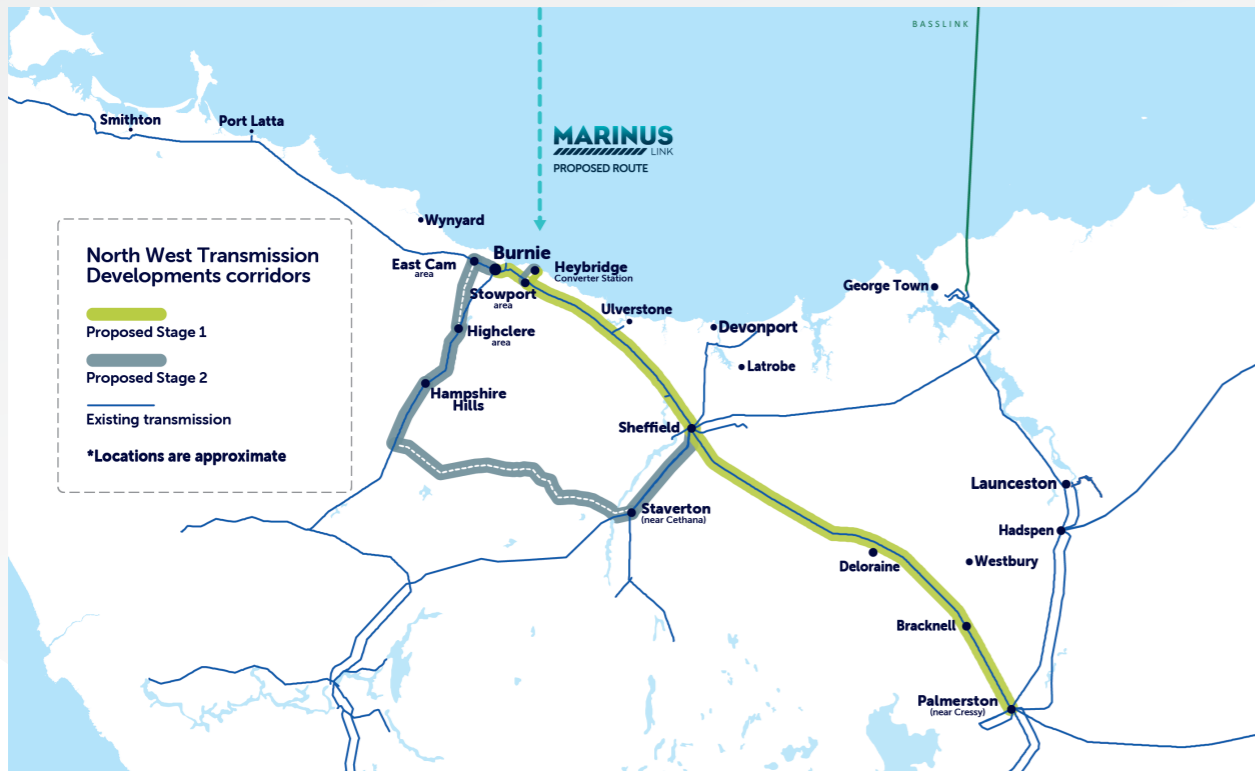 BASSLINK
MARINUS
LINK
PROPOSED ROUTE
Smithton
Port Latta
Wynyard
North West Transmission
Developments corridors
Proposed Stage 1
Proposed Stage 2
Existing transmission
*Locations are approximate
Burnie
East Cam
area
Heybridge
Converter Station
Stowport
area
Highclere
area
Hampshire
Hills
Ulverstone
Devonport
Latrobe
George Town
Sheffield
Staverton
(near Cethana)
Launceston
Hadspen
Westbury
Deloraine
Bracknell
Palmerston
(near Cressy)